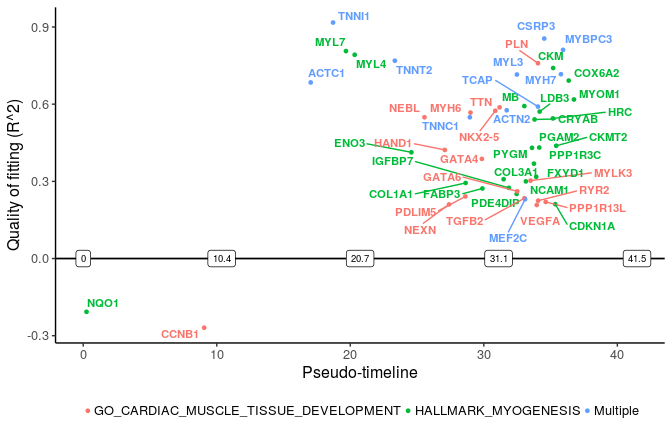 TNNI1
0.9
CSRP3
MYL7
PLN
MYBPC3
CKM
MYL4
TNNT2
MYL3
ACTC1
MYH7
COX6A2
TCAP
MYOM1
MB
LDB3
0.6
NEBL
MYH6
TTN
HRC
TNNC1
ACTN2
CRYAB
NKX2-5
PGAM2
CKMT2
ENO3
HAND1
PYGM
PPP1R3C
IGFBP7
GATA4
COL3A1
FXYD1
MYLK3
0.3
GATA6
COL1A1
FABP3
NCAM1
RYR2
PDE4DIP
PDLIM5
PPP1R13L
TGFB2
VEGFA
NEXN
CDKN1A
MEF2C
0.0
0
10.4
20.7
31.1
41.5
NQO1
CCNB1
-0.3
0
10
20
30
40
Quality of fitting (R^2)
Pseudo-timeline
GO_CARDIAC_MUSCLE_TISSUE_DEVELOPMENT
HALLMARK_MYOGENESIS
Multiple